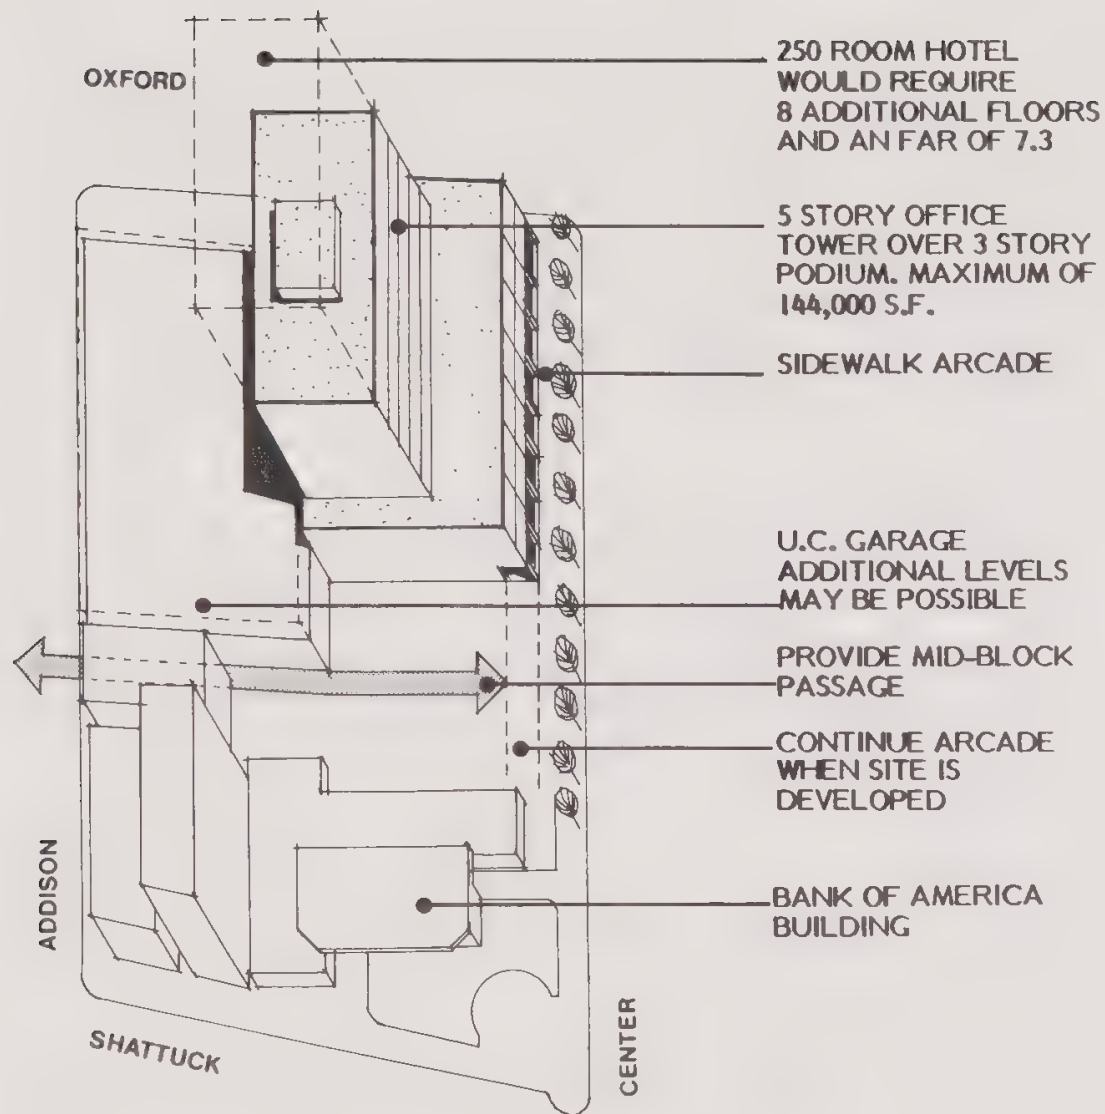 OXFORD
250 ROOM HOTEL
WOULD REQUIRE
8 ADDITIONAL FLOORS
AND AN FAR OF 7.3
5 STORY OFFICE
TOWER OVER 3 STORY
PODIUM. MAXIMUM OF
144,000 S.F.
SIDEWALK ARCADE
U.C. GARAGE
ADDITIONAL LEVELS
MAY BE POSSIBLE
PROVIDE MID-BLOCK
PASSAGE
CONTINUE ARCADE
WHEN SITE IS
DEVELOPED
BANK OF AMERICA
BUILDING
ADDISON
SHATTUCK
CENTER